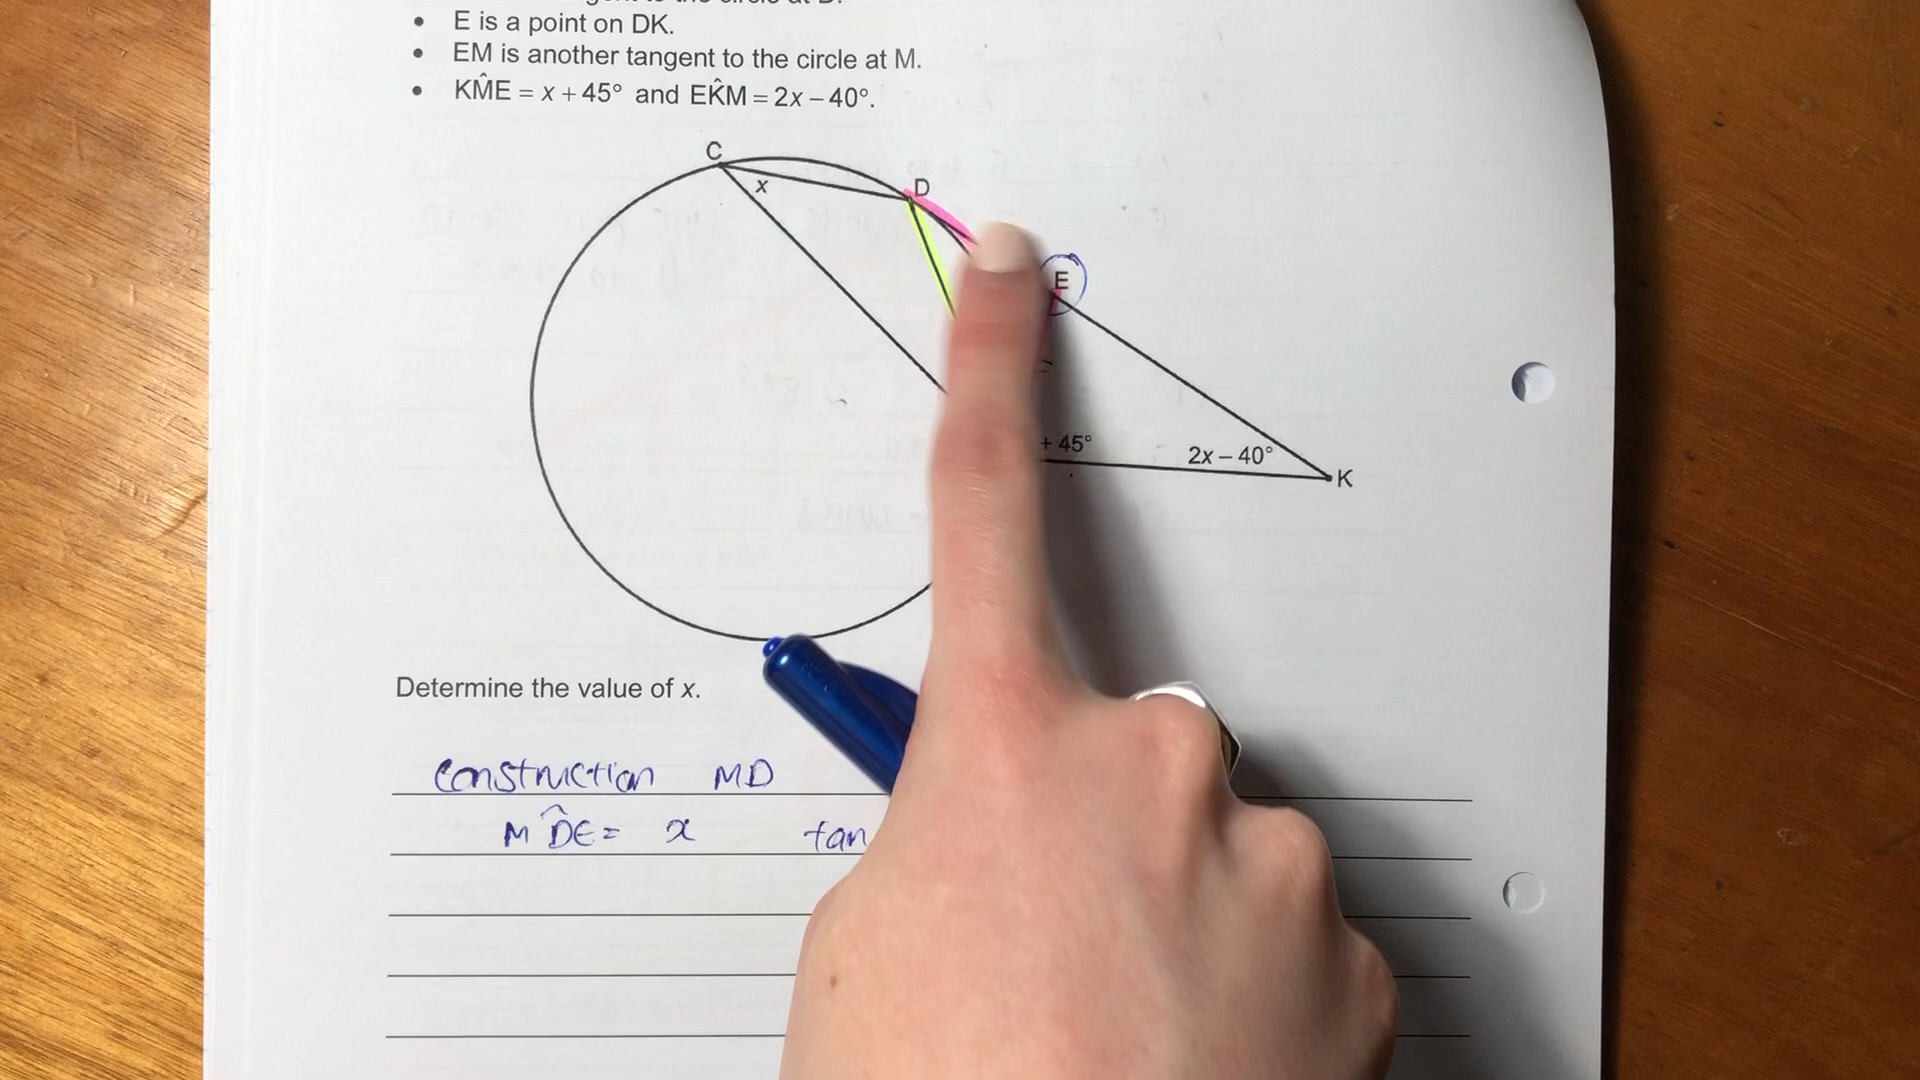 E is a point on DK.
EM is another tangent to the circle at M.
KM̂E = x + 45° and EK̂M = 2x – 40°.
C
x
D
E
+ 45°
2x – 40°
K
Determine the value of x.
Construction MD
MD̂E = x tan